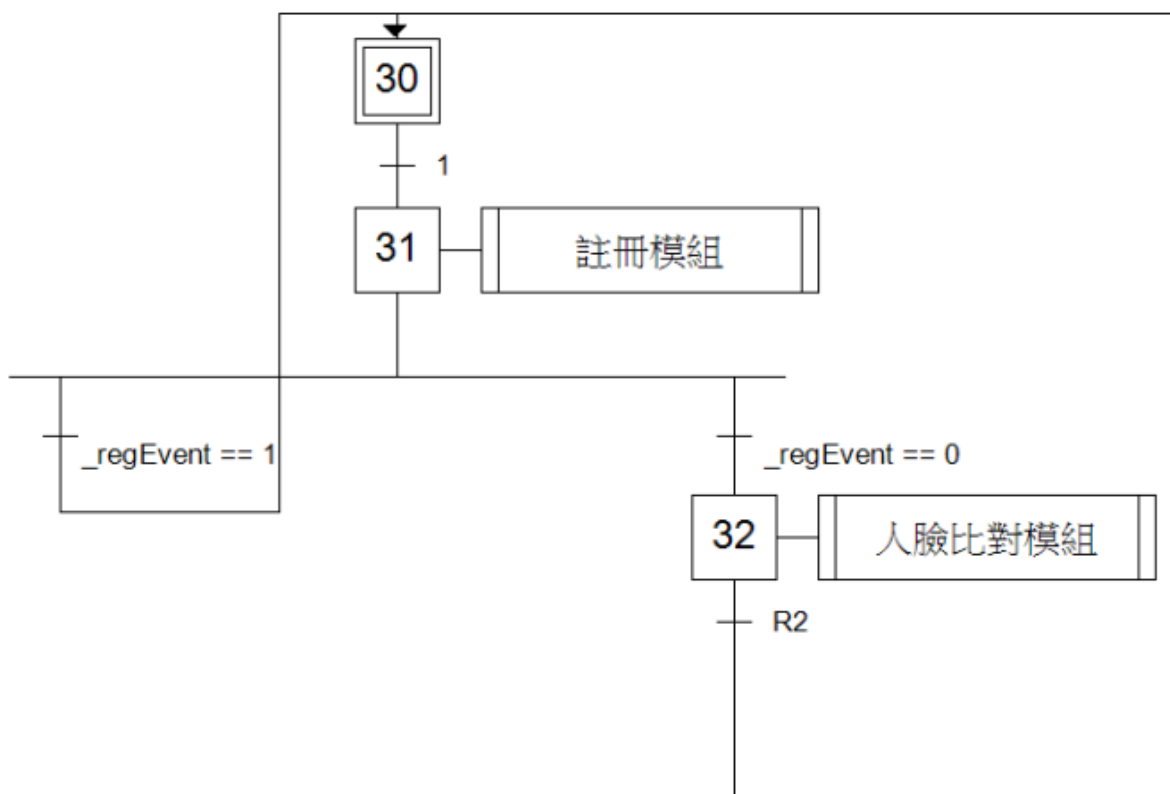 30
1
31
註冊模組
_regEvent == 1
_regEvent == 0
32
人臉比對模組
R2